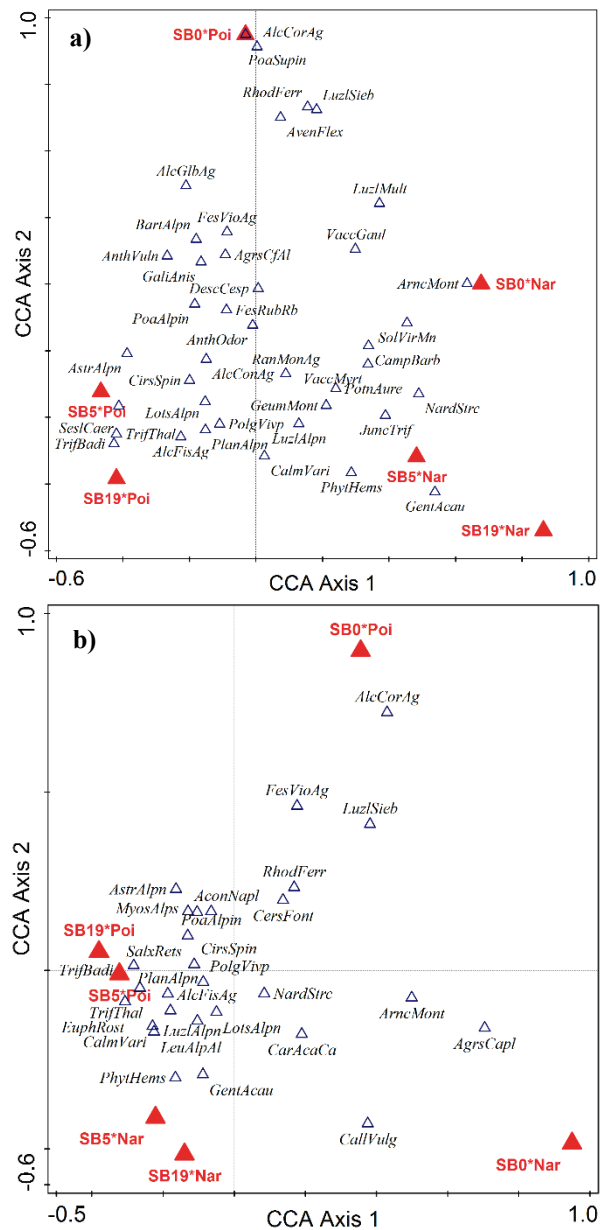 a)
1.0
SB0*Poi
AlcCorAg
PoaSupin
RhodFerr
LuzlSieb
AvenFlex
AlcGlbAg
LuzlMult
FesVioAg
BartAlpn
VaccGaul
AnthVuln
AgrsCfAl
GaliAnis
ArncMont
SB0*Nar
DescCesp
PoaAlpin
FesRubRb
AnthOdor
SolVirMn
RanMonAg
CampBarb
AstrAlpn
CirsSpin
AlcConAg
VaccMyrt
PotnAure
SB5*Poi
LotsAlpn
GeumMont
NardStrc
SeslCaer
TrifThal
PolgVivp
JuncTrif
TrifBadi
AlcFisAg
PlanAlpn
LuzlAlpn
SB5*Nar
SB19*Poi
CalmVari
PhytHems
GentAcau
SB19*Nar
CCA Axis 2
-0.6
-0.6
CCA Axis 1
1.0
b)
1.0
SB0*Poi
AlcCorAg
FesVioAg
LuzlSieb
RhodFerr
AstrAlpn
AconNapl
CersFont
MyosAlps
PoaAlpin
SB19*Poi
SalxRets
CirsSpin
TrifBadi
PlanAlpn
PolgVivp
SB5*Poi
AlcFisAg
NardStrc
TrifThal
ArncMont
EuphRost
LuzlAlpn
LotsAlpn
AgrsCapl
CalmVari
LeuAlpAl
CarAcaCa
PhytHems
GentAcau
SB5*Nar
CallVulg
SB19*Nar
SB0*Nar
CCA Axis 2
-0.6
-0.5
CCA Axis 1
1.0